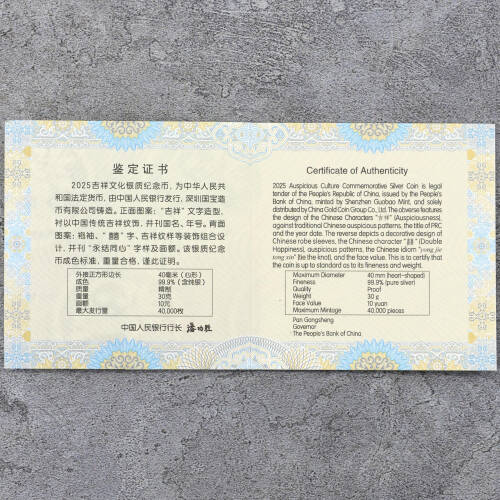 鉴定证书
2025吉祥文化银质纪念币，为中华人民共
和国法定货币，由中国人民银行发行，深圳国宝造
币有限公司铸造。正面图案：“吉祥”文字造型，
衬以中国传统吉祥纹饰，并刊国名、年号。背面
图案：袍袖、“囍”字、吉祥纹样等装饰组合设
计，并刊“永结同心”字样及面额。该银质纪念
币成色标准，重量合格，谨此证明。
外接正方形边长 40毫米（心形）
成色 99.9%（含纯银）
质量 精制
重量 30克
面额 10元
最大发行量 40,000枚
中国人民银行行长 潘功胜
Certificate of Authenticity
2025 Auspicious Culture Commemorative Silver Coin is legal
tender of the People's Republic of China, issued by the People's
Bank of China, minted by Shenzhen Guobao Mint, and solely
distributed by China Gold Coin Group Co., Ltd. The obverse features
the design of the Chinese Characters "吉祥" (Auspiciousness),
against traditional Chinese auspicious patterns, the title of PRC
and the year date. The reverse depicts a decorative design of
Chinese robe sleeves, the Chinese character "囍" (Double
Happiness), auspicious patterns, the Chinese idiom "yong jie
tong xin" (tie the knot), and the face value. This is to certify that
the coin is up to standard as to its fineness and weight.
Maximum Diameter 40 mm (heart-shaped)
Fineness 99.9% (pure silver)
Quality Proof
Weight 30 g
Face Value 10 yuan
Maximum Mintage 40,000 pieces
Pan Gongsheng
Governor
The People's Bank of China